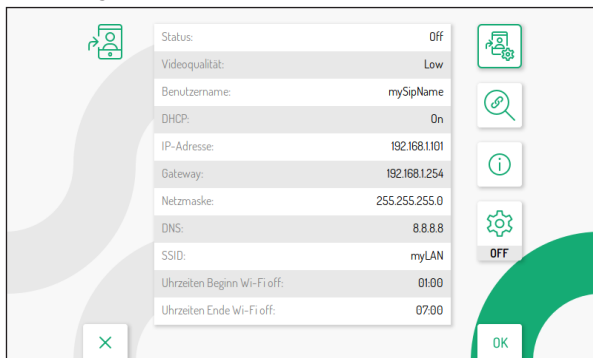 Status: Off
Videoqualität: Low
Benutzername: mySipName
DHCP: On
IP-Adresse: 192.168.1.101
Gateway: 192.168.1.254
Netzmaske: 255.255.255.0
DNS: 8.8.8.8
SSID: myLAN
Uhrzeiten Beginn Wi-Fi off: 01:00
Uhrzeiten Ende Wi-Fi off: 07:00
OFF
OK